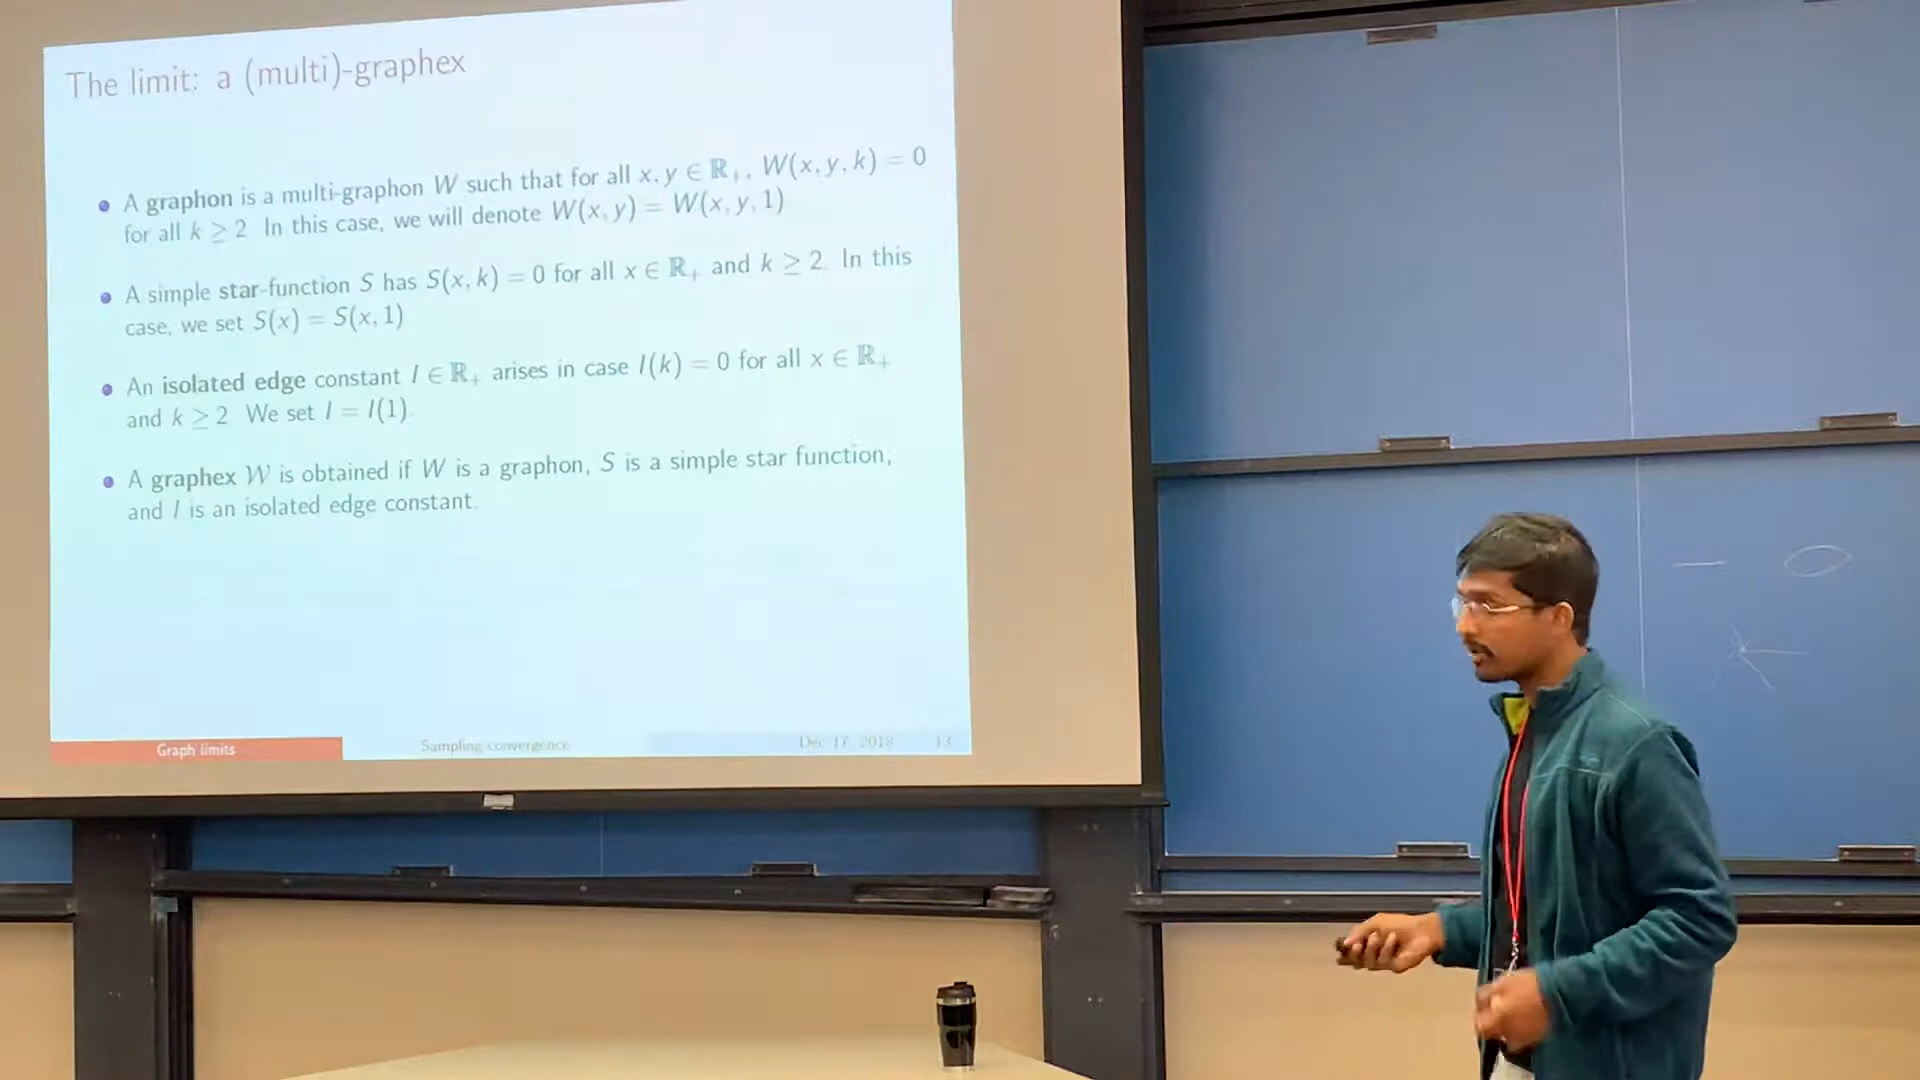 The limit: a (multi)-graphex
A graphon is a multi-graphon W such that for all x, y ∈ ℝ₊, W(x, y, k) = 0
for all k ≥ 2. In this case, we will denote W(x, y) = W(x, y, 1)
A simple star-function S has S(x, k) = 0 for all x ∈ ℝ₊ and k ≥ 2. In this
case, we set S(x) = S(x, 1)
An isolated edge constant I ∈ ℝ₊ arises in case I(k) = 0 for all x ∈ ℝ₊
and k ≥ 2. We set I = I(1).
A graphex 𝒲 is obtained if W is a graphon, S is a simple star function,
and I is an isolated edge constant.
Graph limits Sampling convergence Dec 17, 2018